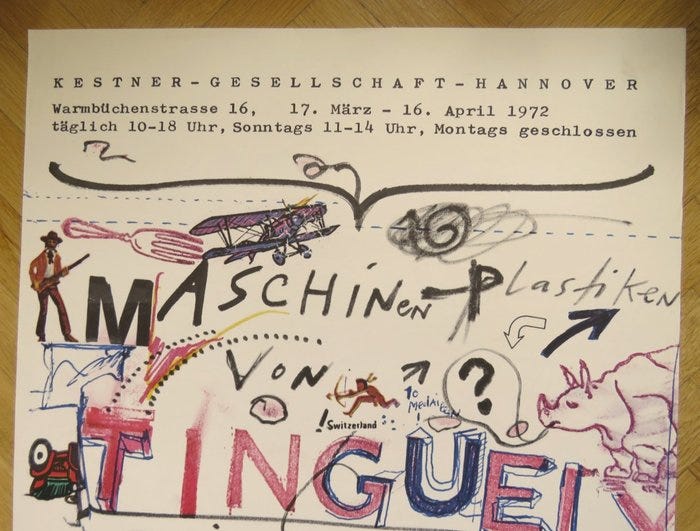 KESTNER-GESELLSCHAFT-HANNOVER
Warmbüchenstrasse 16, 17. März - 16. April 1972
täglich 10-18 Uhr, Sonntags 11-14 Uhr, Montags geschlossen
MASCHINEN-Plastiken
VON ?
! Switzerland
TINGUELY